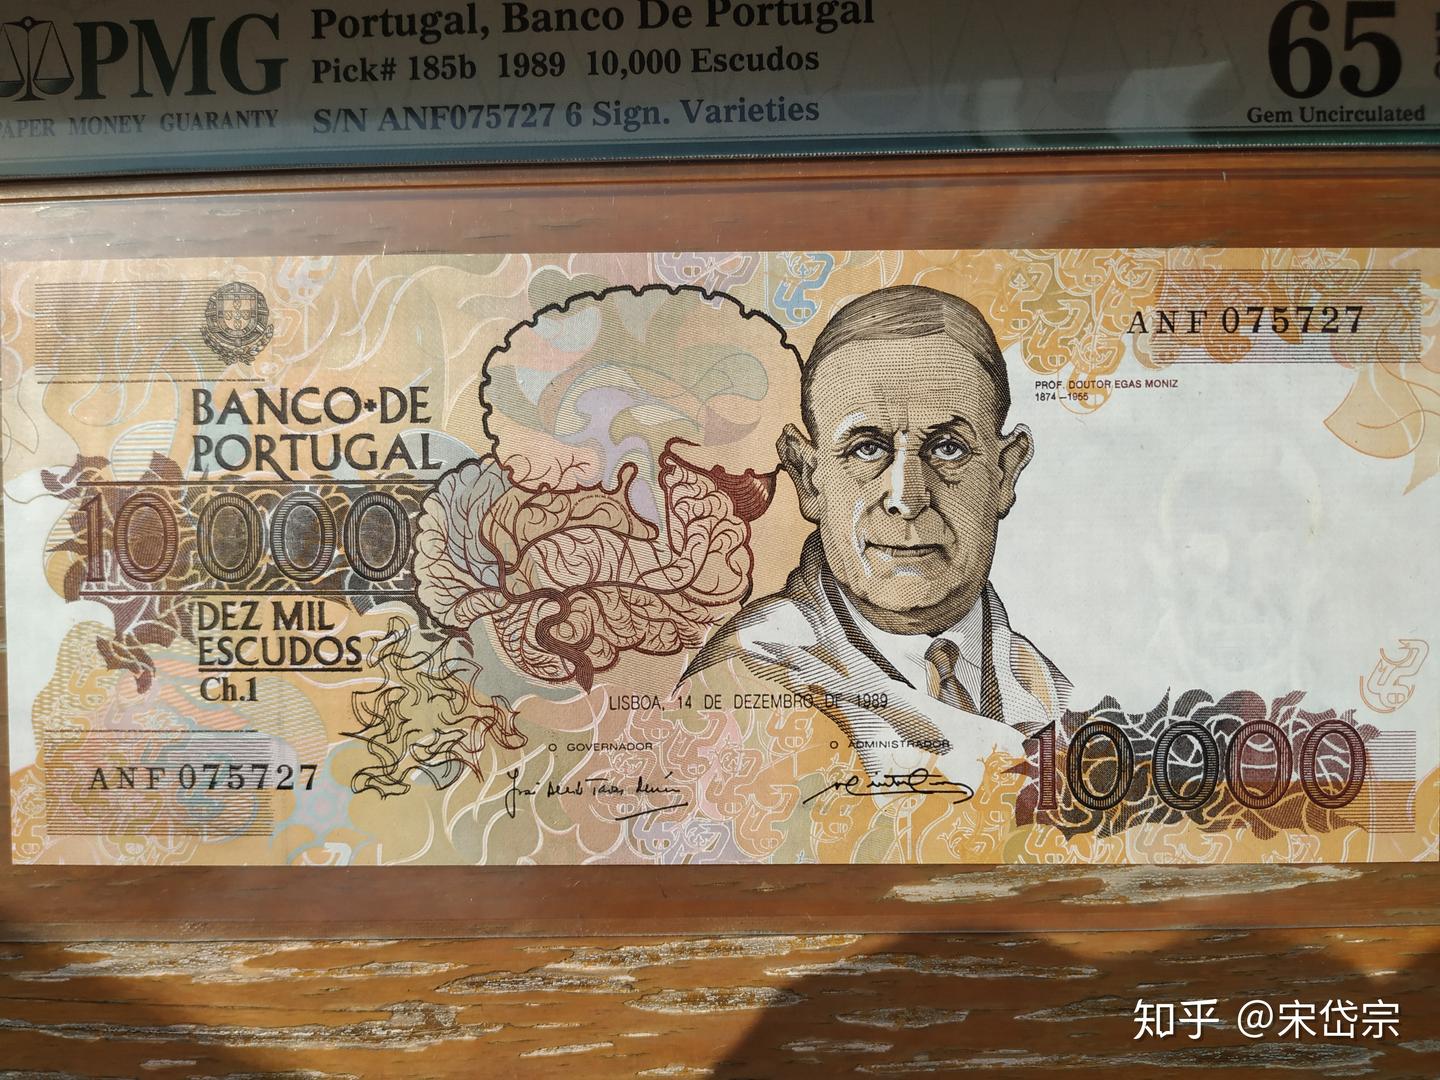 PMG
PAPER MONEY GUARANTY
Portugal, Banco De Portugal
Pick# 185b 1989 10,000 Escudos
S/N ANF075727 6 Sign. Varieties
65
Gem Uncirculated
ANF 075727
PROF. DOUTOR EGAS MONIZ
1874 – 1955
BANCO DE
PORTUGAL
10000
DEZ MIL
ESCUDOS
Ch.1
LISBOA, 14 DE DEZEMBRO DE 1989
O GOVERNADOR
O ADMINISTRADOR
10000
ANF 075727
知乎 @宋岱宗